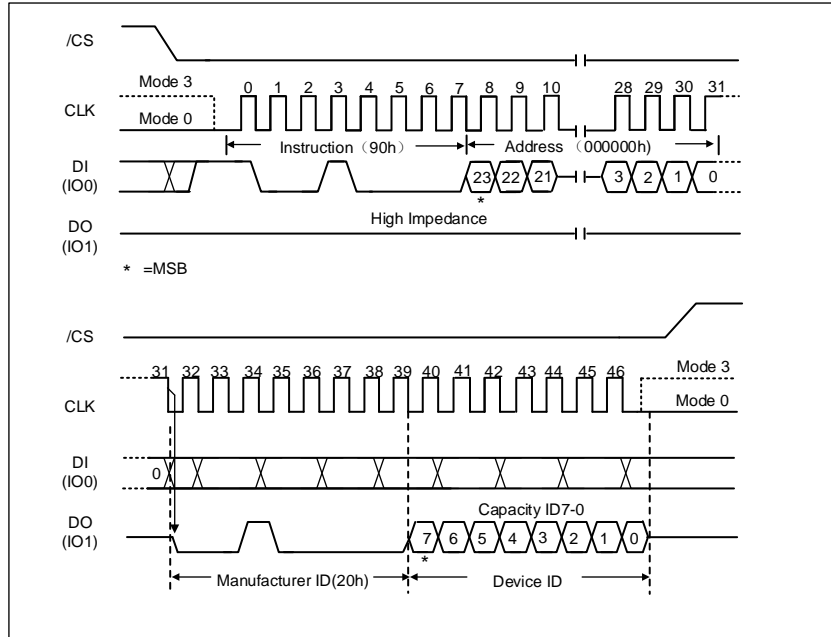 /CS
Mode 3
0 1 2 3 4 5 6 7 8 9 10 28 29 30 31
CLK
Mode 0
Instruction（90h） Address （000000h）
DI
(IO0)
23 22 21 3 2 1 0
*
High Impedance
DO
(IO1)
* =MSB
/CS
31 32 33 34 35 36 37 38 39 40 41 42 43 44 45 46
Mode 3
CLK
Mode 0
DI
(IO0)
0
Capacity ID7-0
DO
(IO1)
7 6 5 4 3 2 1 0
*
Manufacturer ID(20h) Device ID